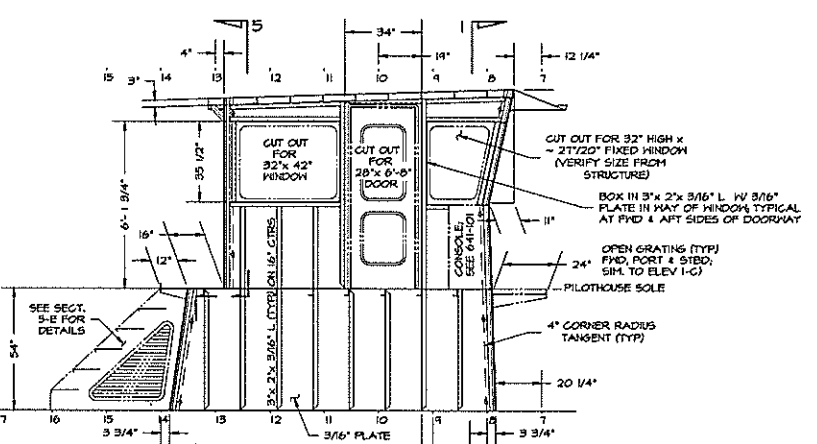 5
1
34"
4"
19"
12 1/4"
15 14 13 12 11 10 9 8 7
3"
CUT OUT
FOR
32"x 42"
WINDOW
CUT OUT
FOR
28"x 6'-8"
DOOR
CUT OUT FOR 32" HIGH x
~ 27"/20" FIXED WINDOW
(VERIFY SIZE FROM
STRUCTURE)
35 1/2"
6'-1 3/4"
BOX IN 3"x 2"x 3/16" L W/ 3/16"
PLATE IN WAY OF WINDOW, TYPICAL
AT FWD & AFT SIDES OF DOORWAY
16"
12"
11"
3"x 2"x 3/16" L (TYP) ON 16" CTRS
CONSOLE,
SEE 641-101
24"
OPEN GRATING (TYP)
FWD, PORT & STBD;
SIM. TO ELEV 1-C)
PILOTHOUSE SOLE
SEE SECT.
5-E FOR
DETAILS
54"
4" CORNER RADIUS
TANGENT (TYP)
20 1/4"
7 16 15 14 13 12 11 10 9 8 7
3 3/4"
3/16" PLATE
3 3/4"